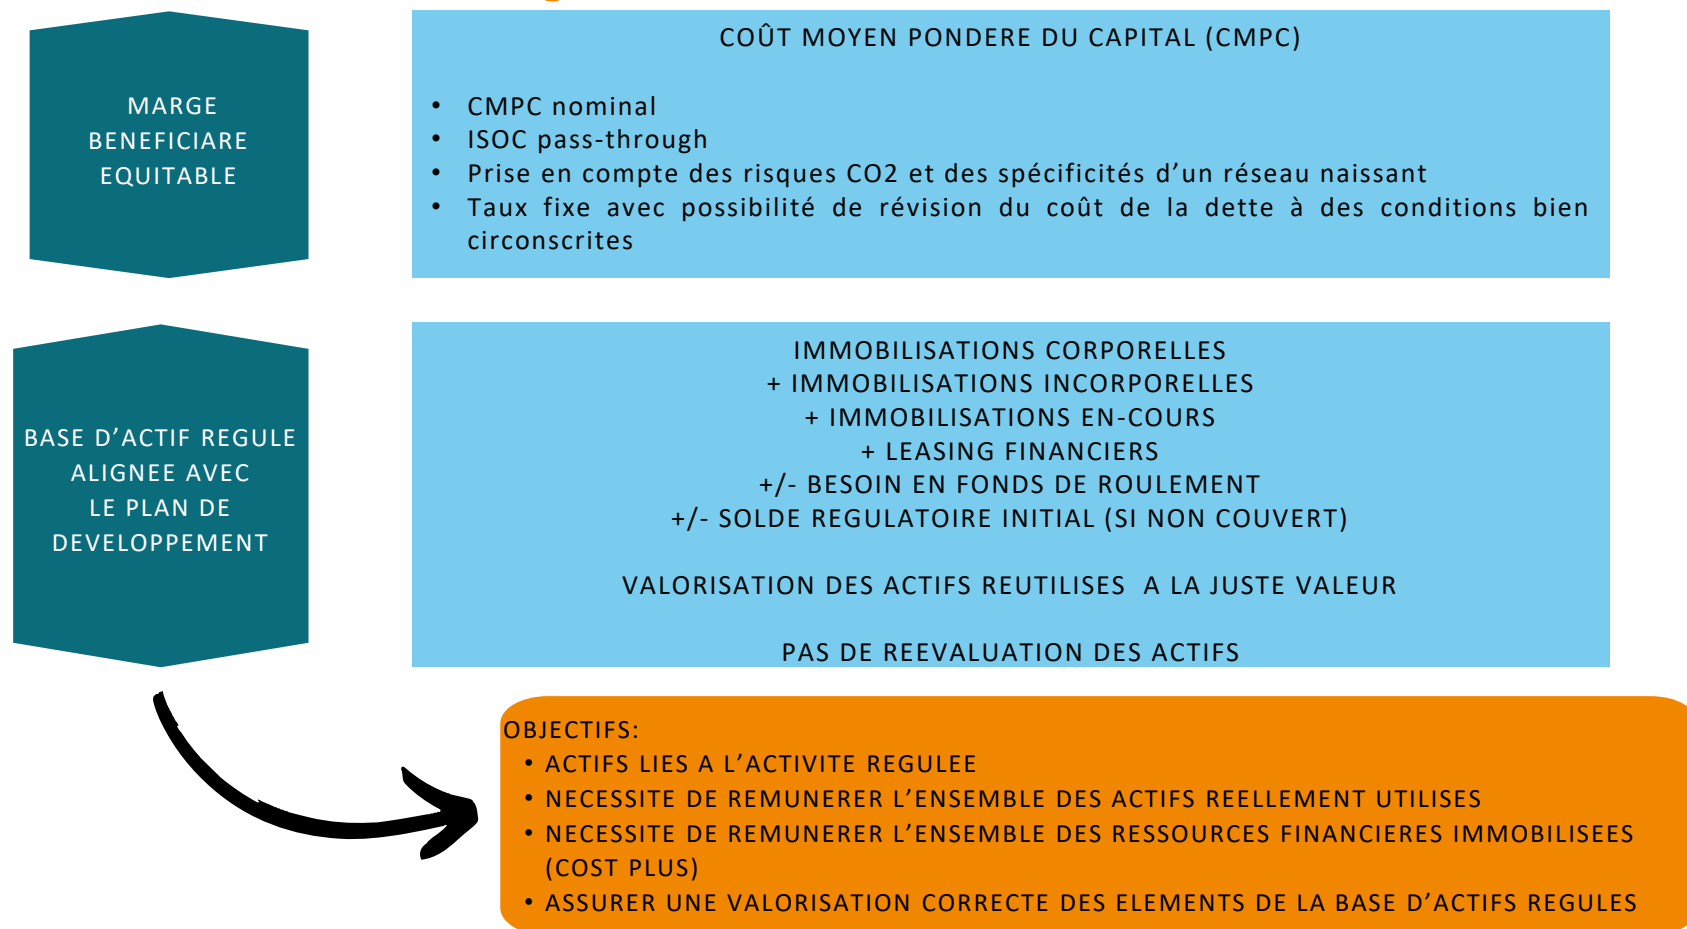 MARGE
BENEFICIARE
EQUITABLE
COÛT MOYEN PONDERE DU CAPITAL (CMPC)
• CMPC nominal
• ISOC pass-through
• Prise en compte des risques CO2 et des spécificités d’un réseau naissant
• Taux fixe avec possibilité de révision du coût de la dette à des conditions bien
circonscrites
BASE D’ACTIF REGULE
ALIGNEE AVEC
LE PLAN DE
DEVELOPPEMENT
IMMOBILISATIONS CORPORELLES
+ IMMOBILISATIONS INCORPORELLES
+ IMMOBILISATIONS EN-COURS
+ LEASING FINANCIERS
+/- BESOIN EN FONDS DE ROULEMENT
+/- SOLDE REGULATOIRE INITIAL (SI NON COUVERT)
VALORISATION DES ACTIFS REUTILISES A LA JUSTE VALEUR
PAS DE REEVALUATION DES ACTIFS
OBJECTIFS:
• ACTIFS LIES A L’ACTIVITE REGULEE
• NECESSITE DE REMUNERER L’ENSEMBLE DES ACTIFS REELLEMENT UTILISES
• NECESSITE DE REMUNERER L’ENSEMBLE DES RESSOURCES FINANCIERES IMMOBILISEES
(COST PLUS)
• ASSURER UNE VALORISATION CORRECTE DES ELEMENTS DE LA BASE D’ACTIFS REGULES